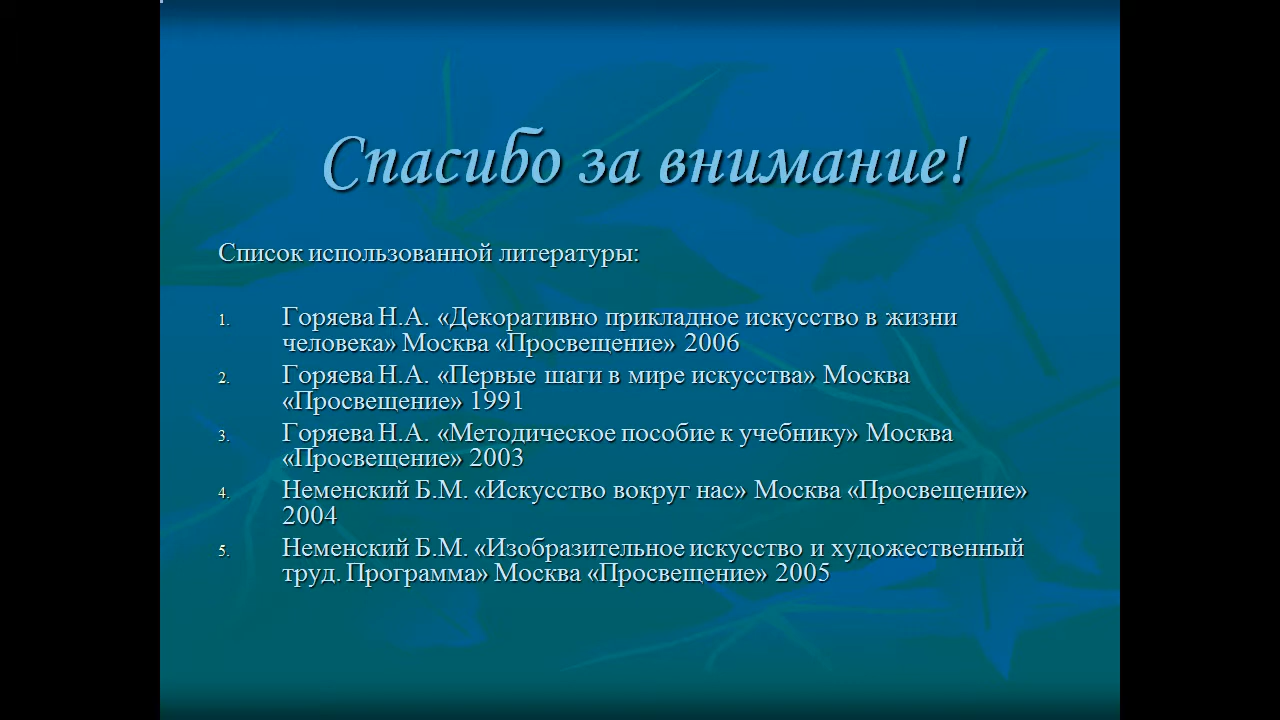 Спасибо за внимание!
Список использованной литературы:
1. Горяева Н.А. «Декоративно прикладное искусство в жизни
человека» Москва «Просвещение» 2006
2. Горяева Н.А. «Первые шаги в мире искусства» Москва
«Просвещение» 1991
3. Горяева Н.А. «Методическое пособие к учебнику» Москва
«Просвещение» 2003
4. Неменский Б.М. «Искусство вокруг нас» Москва «Просвещение»
2004
5. Неменский Б.М. «Изобразительное искусство и художественный
труд. Программа» Москва «Просвещение» 2005